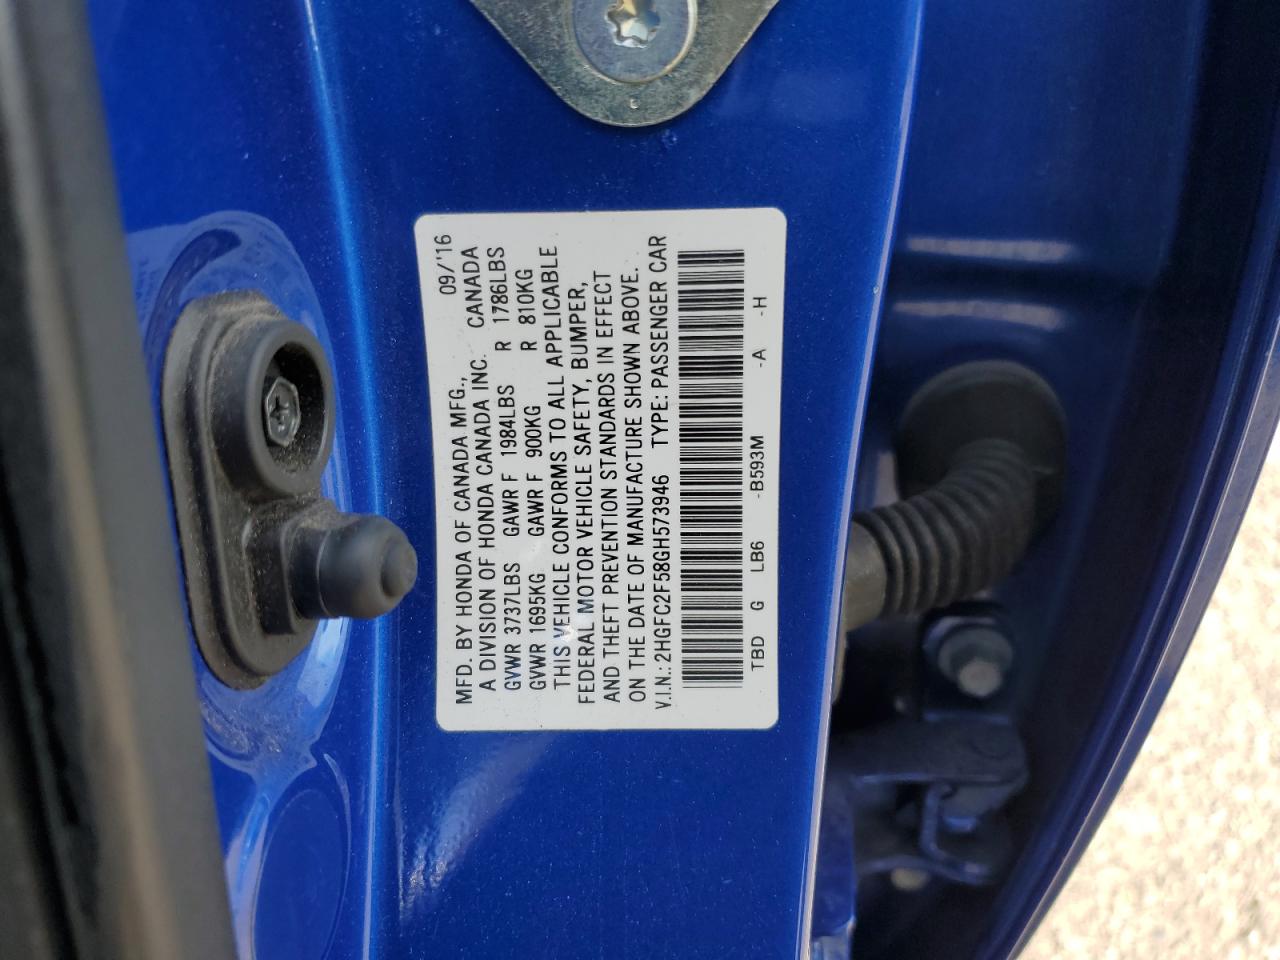 MFD. BY HONDA OF CANADA MFG., 09/'16
A DIVISION OF HONDA CANADA INC. CANADA
GVWR 3737LBS GAWR F 1984LBS R 1786LBS
GVWR 1695KG GAWR F 900KG R 810KG
THIS VEHICLE CONFORMS TO ALL APPLICABLE
FEDERAL MOTOR VEHICLE SAFETY, BUMPER,
AND THEFT PREVENTION STANDARDS IN EFFECT
ON THE DATE OF MANUFACTURE SHOWN ABOVE.
V.I.N.: 2HGFC2F58GH573946 TYPE: PASSENGER CAR
TBD G LB6 -B593M -A -H